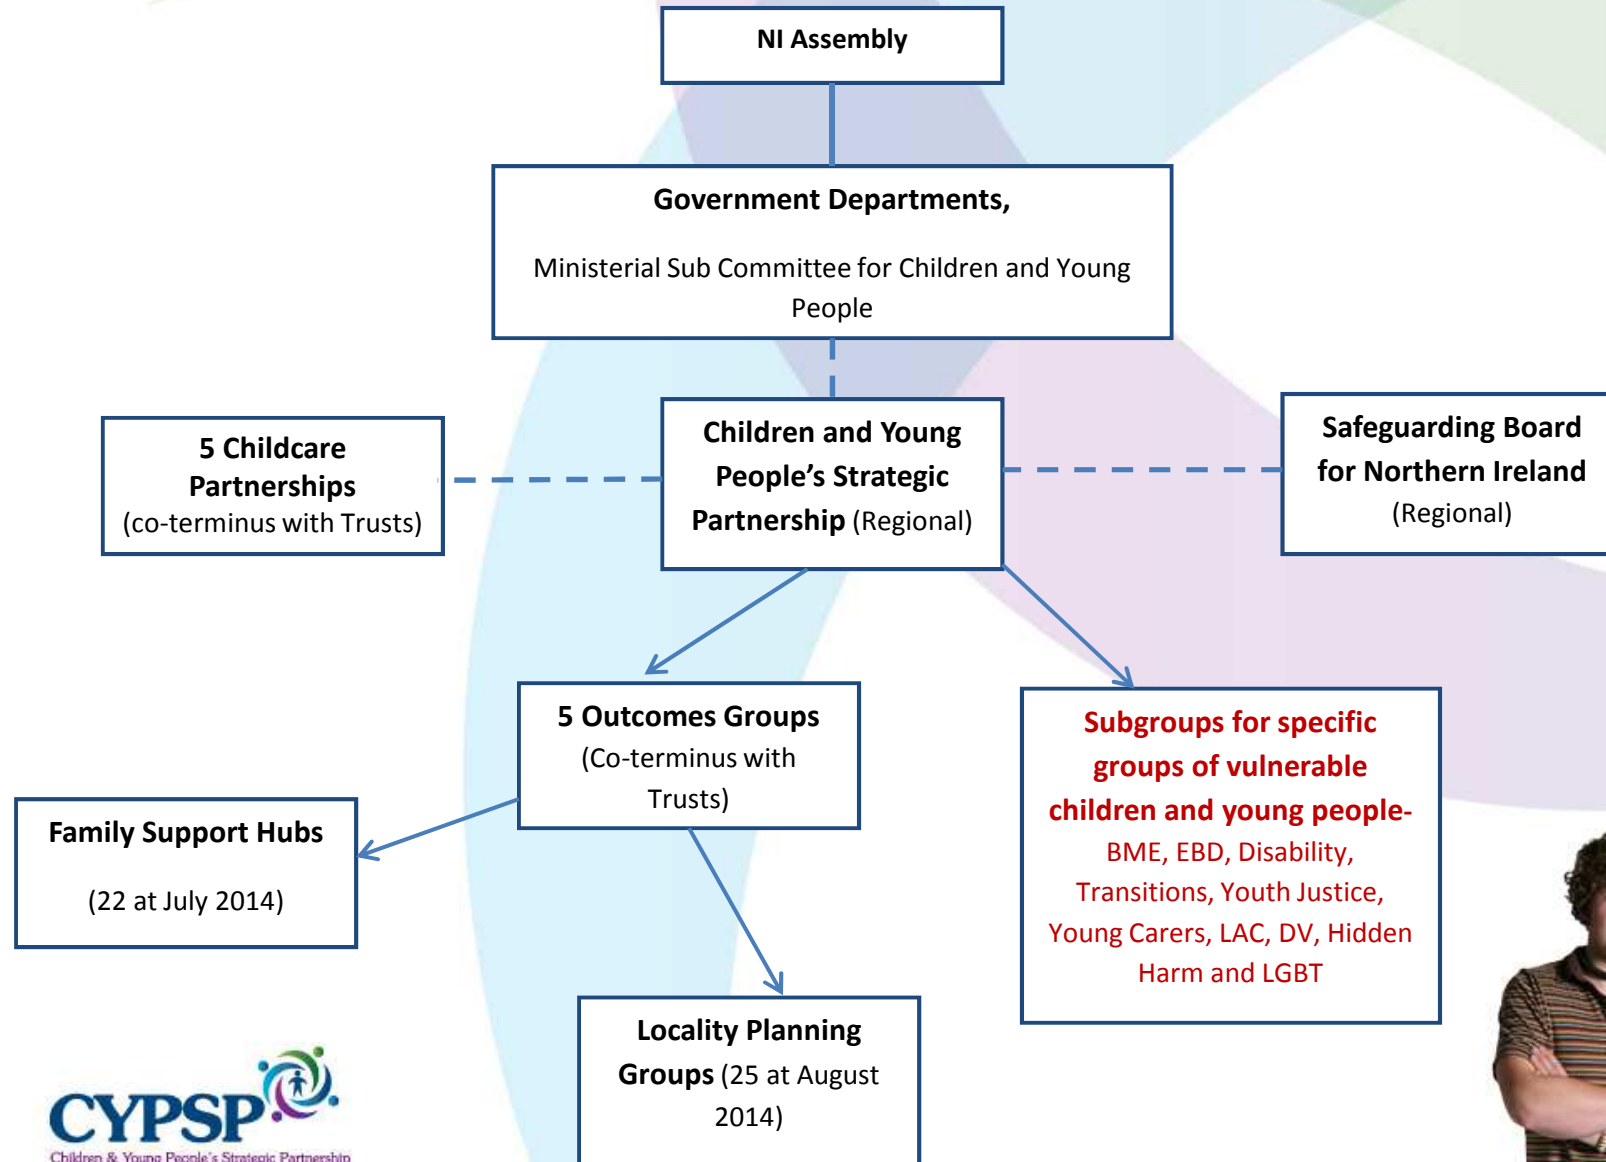 NI Assembly
Government Departments,
Ministerial Sub Committee for Children and Young
People
5 Childcare
Partnerships
(co-terminus with Trusts)
Children and Young
People’s Strategic
Partnership (Regional)
Safeguarding Board
for Northern Ireland
(Regional)
5 Outcomes Groups
(Co-terminus with
Trusts)
Subgroups for specific
groups of vulnerable
children and young people-
BME, EBD, Disability,
Transitions, Youth Justice,
Young Carers, LAC, DV, Hidden
Harm and LGBT
Family Support Hubs
(22 at July 2014)
Locality Planning
Groups (25 at August
2014)
CYPSP
Children & Young People's Strategic Partnership